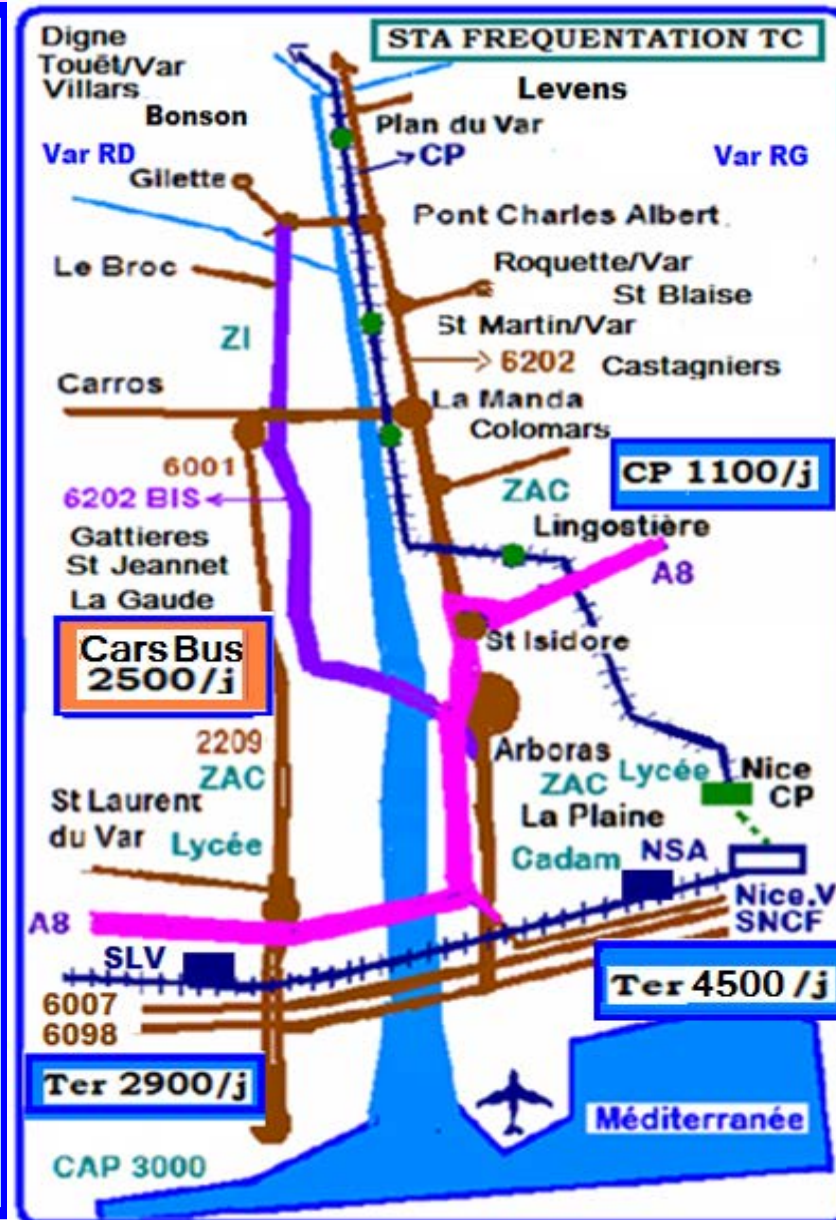 STA FREQUENTATION TC
Digne
Touët/Var
Villars
Levens
Bonson
Plan du Var
Var RD
CP
Var RG
Gilette
Pont Charles Albert
Le Broc
Roquette/Var
St Blaise
ZI
St Martin/Var
6202
Castagniers
Carros
La Manda
Colomars
6001
CP 1100/j
6202 BIS
ZAC
Lingostière
Gattieres
St Jeannet
La Gaude
A8
St Isidore
Cars Bus
2500/j
2209
ZAC
Arboras
ZAC
Lycée
Nice
CP
St Laurent
du Var
Lycée
La Plaine
Cadam
NSA
A8
Nice.V
SNCF
SLV
Ter 4500 /j
6007
6098
Ter 2900/j
Méditerranée
CAP 3000